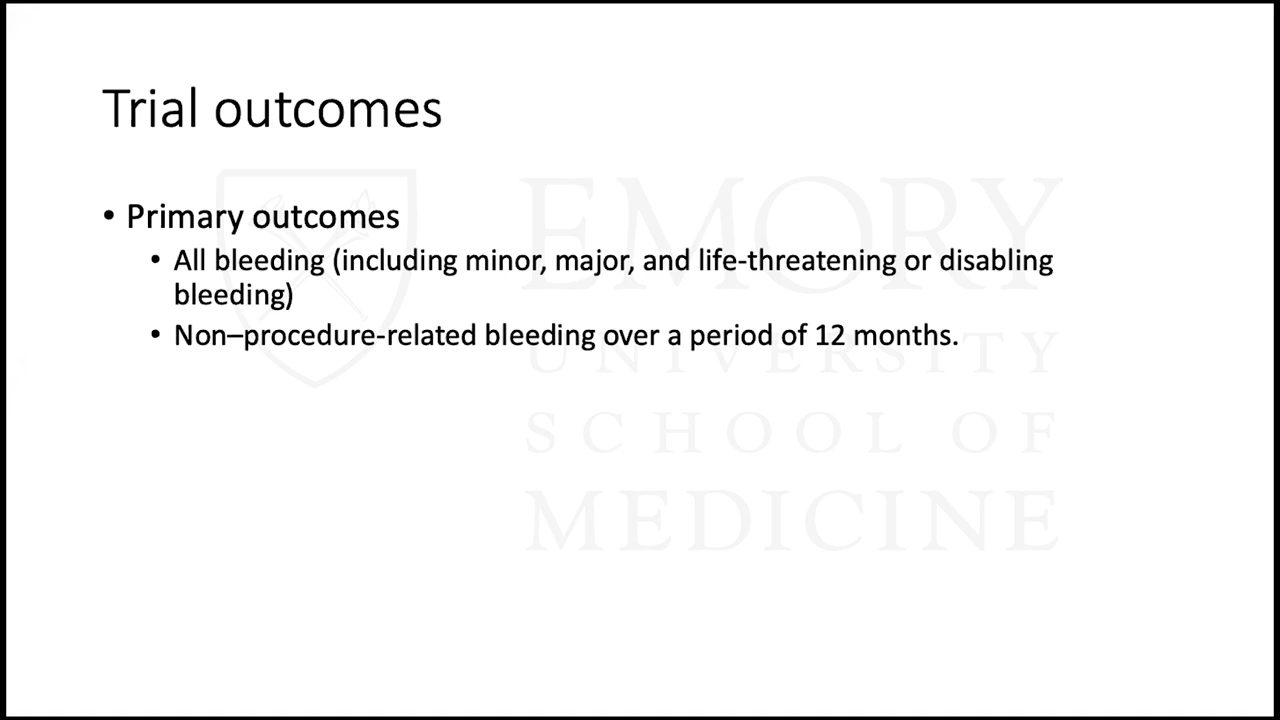 Trial outcomes
• Primary outcomes
• All bleeding (including minor, major, and life-threatening or disabling
bleeding)
• Non–procedure-related bleeding over a period of 12 months.
EMORY
UNIVERSITY
SCHOOL OF
MEDICINE